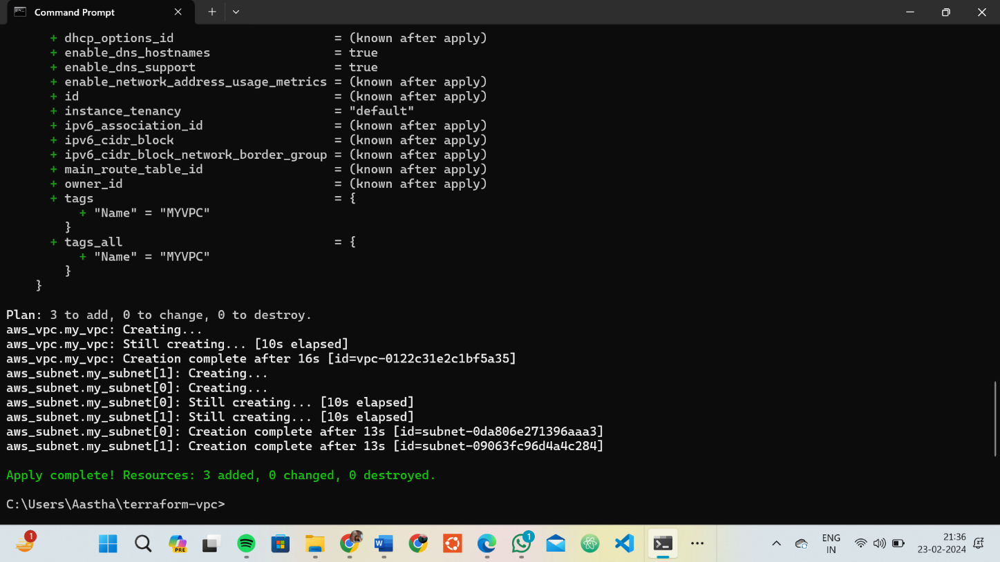 Command Prompt
+ dhcp_options_id = (known after apply)
+ enable_dns_hostnames = true
+ enable_dns_support = true
+ enable_network_address_usage_metrics = (known after apply)
+ id = (known after apply)
+ instance_tenancy = "default"
+ ipv6_association_id = (known after apply)
+ ipv6_cidr_block = (known after apply)
+ ipv6_cidr_block_network_border_group = (known after apply)
+ main_route_table_id = (known after apply)
+ owner_id = (known after apply)
+ tags = {
+ "Name" = "MYVPC"
}
+ tags_all = {
+ "Name" = "MYVPC"
}
}
Plan: 3 to add, 0 to change, 0 to destroy.
aws_vpc.my_vpc: Creating...
aws_vpc.my_vpc: Still creating... [10s elapsed]
aws_vpc.my_vpc: Creation complete after 16s [id=vpc-0122c31e2c1bf5a35]
aws_subnet.my_subnet[1]: Creating...
aws_subnet.my_subnet[0]: Creating...
aws_subnet.my_subnet[0]: Still creating... [10s elapsed]
aws_subnet.my_subnet[1]: Still creating... [10s elapsed]
aws_subnet.my_subnet[0]: Creation complete after 13s [id=subnet-0da806e271396aaa3]
aws_subnet.my_subnet[1]: Creation complete after 13s [id=subnet-09063fc96d4a4c284]
Apply complete! Resources: 3 added, 0 changed, 0 destroyed.
C:\Users\Aastha\terraform-vpc>
1
PRE
W
1
ENG
IN
21:36
23-02-2024